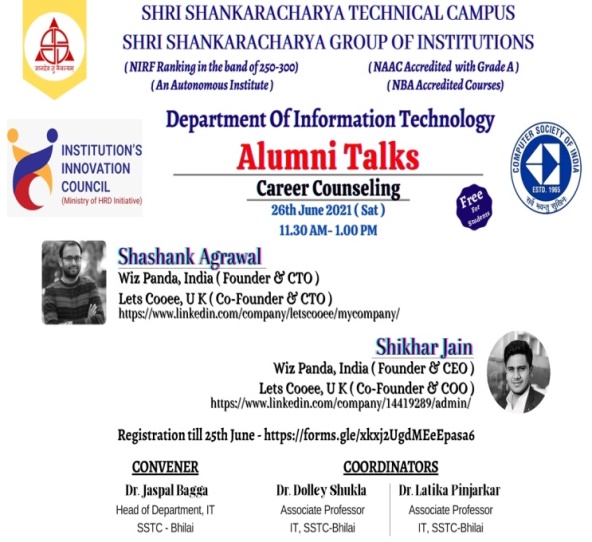 SHRI SHANKARACHARYA TECHNICAL CAMPUS
SHRI SHANKARACHARYA GROUP OF INSTITUTIONS
( NIRF Ranking in the band of 250-300) ( NAAC Accredited with Grade A )
( An Autonomous Institute ) ( NBA Accredited Courses)
Department Of Information Technology
INSTITUTION'S
INNOVATION
COUNCIL
(Ministry of HRD Initiative)
Alumni Talks
Career Counseling
26th June 2021 ( Sat )
11.30 AM- 1.00 PM
Free
For
Students
COMPUTER SOCIETY OF INDIA
ESTD. 1965
सर्वे भवन्तु सुखिनः
Shashank Agrawal
Wiz Panda, India ( Founder & CTO )
Lets Cooee, U K ( Co-Founder & CTO )
https://www.linkedin.com/company/letscooee/mycompany/
Shikhar Jain
Wiz Panda, India ( Founder & CEO )
Lets Cooee, U K ( Co-Founder & COO )
https://www.linkedin.com/company/14419289/admin/
Registration till 25th June - https://forms.gle/xkxj2UgdMEeEpasa6
CONVENER COORDINATORS
Dr. Jaspal Bagga Dr. Dolley Shukla Dr. Latika Pinjarkar
Head of Department, IT Associate Professor Associate Professor
SSTC - Bhilai IT, SSTC-Bhilai IT, SSTC-Bhilai